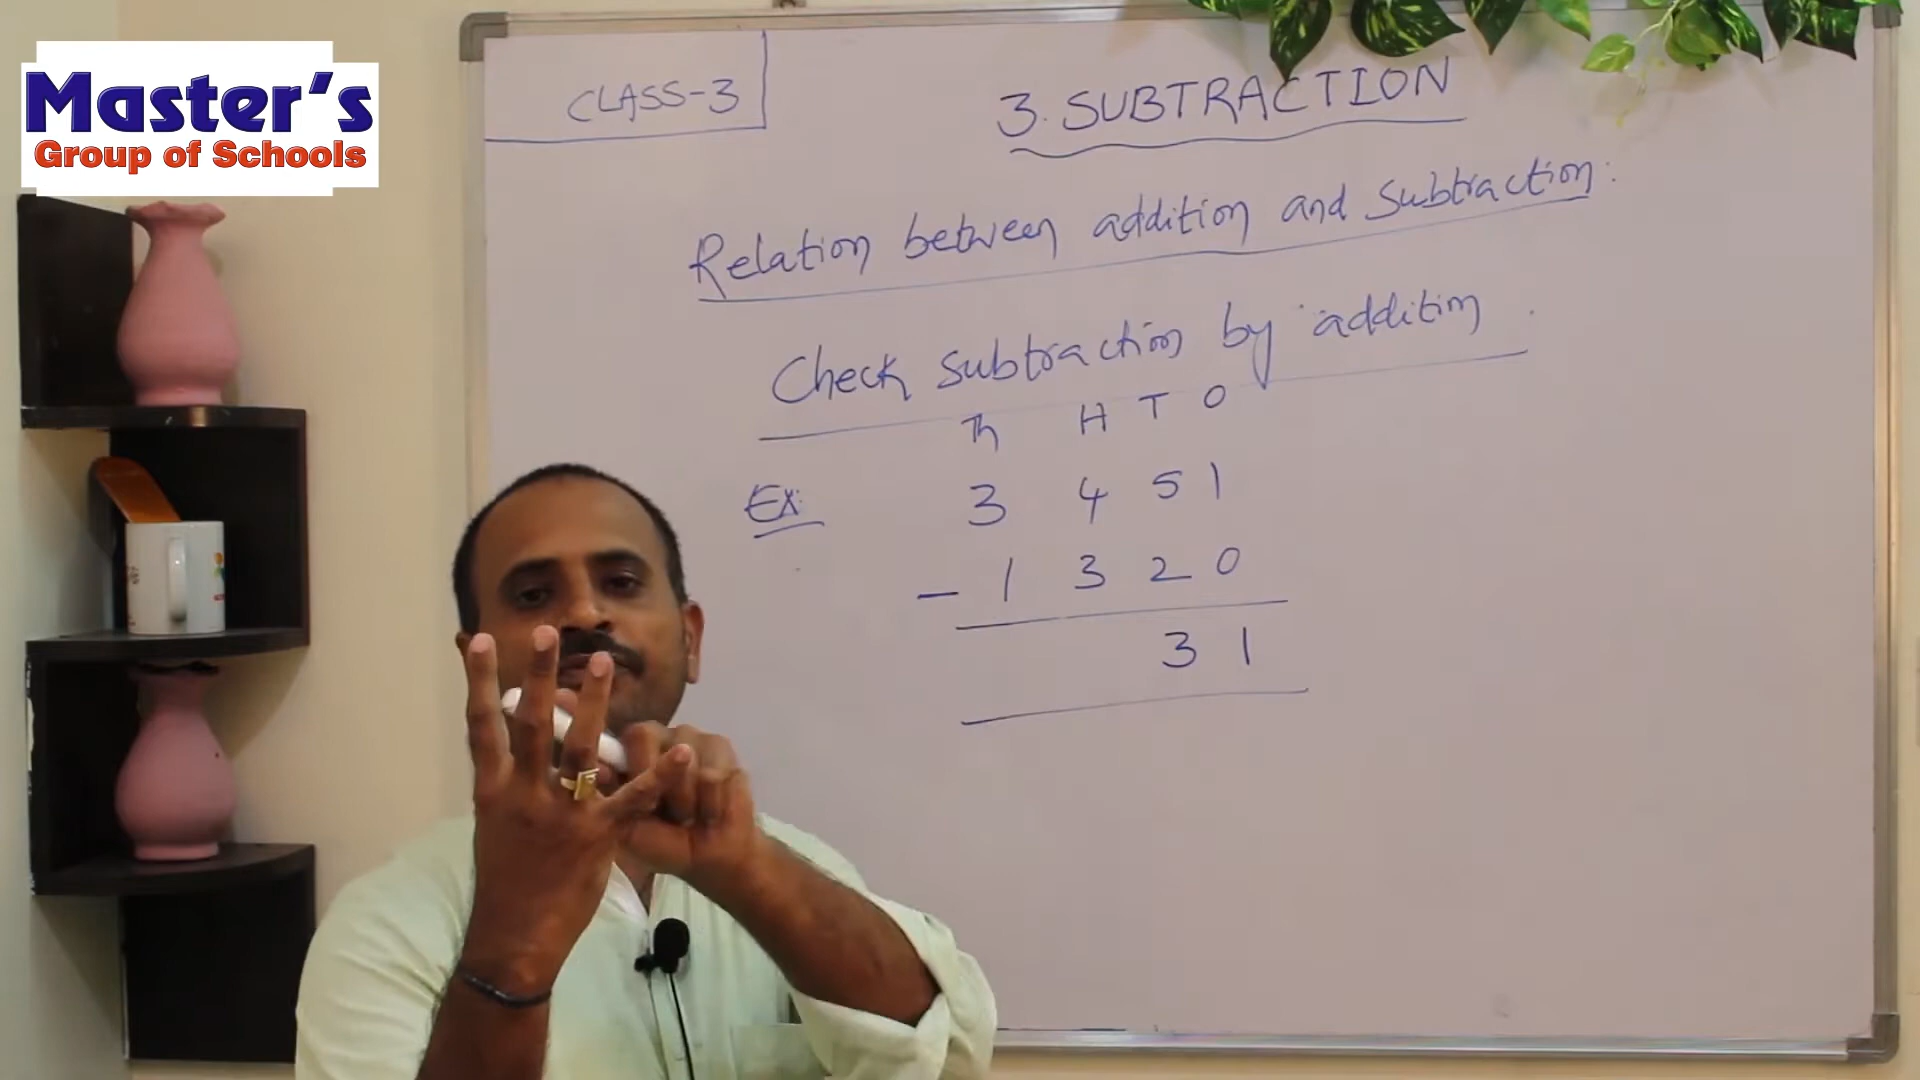 Master's
Group of Schools
CLASS-3
3. SUBTRACTION
Relation between addition and Subtraction:
Check subtraction by addition.
Th H T O
Ex: 3 4 5 1
- 1 3 2 0
3 1